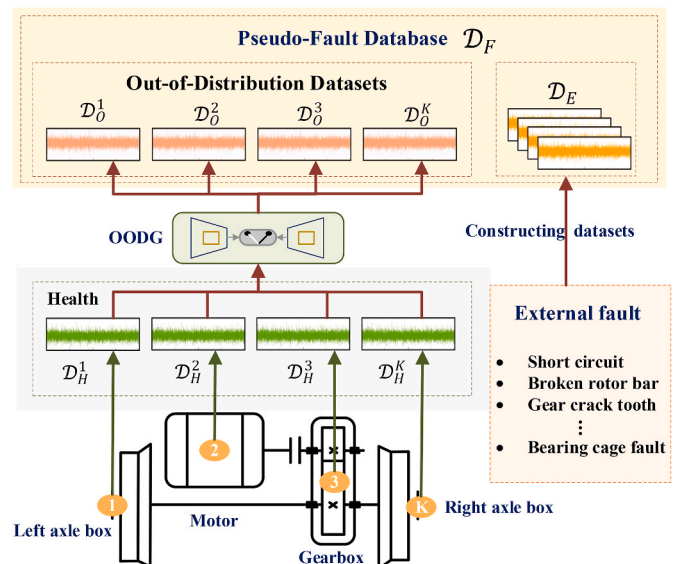 Pseudo-Fault Database 𝒟_F
Out-of-Distribution Datasets
𝒟_O^1 𝒟_O^2 𝒟_O^3 𝒟_O^K
𝒟_E
OODG
Constructing datasets
Health
𝒟_H^1 𝒟_H^2 𝒟_H^3 𝒟_H^K
External fault
• Short circuit
• Broken rotor bar
• Gear crack tooth
⋮
• Bearing cage fault
2
3
1
K
Left axle box
Motor
Gearbox
Right axle box